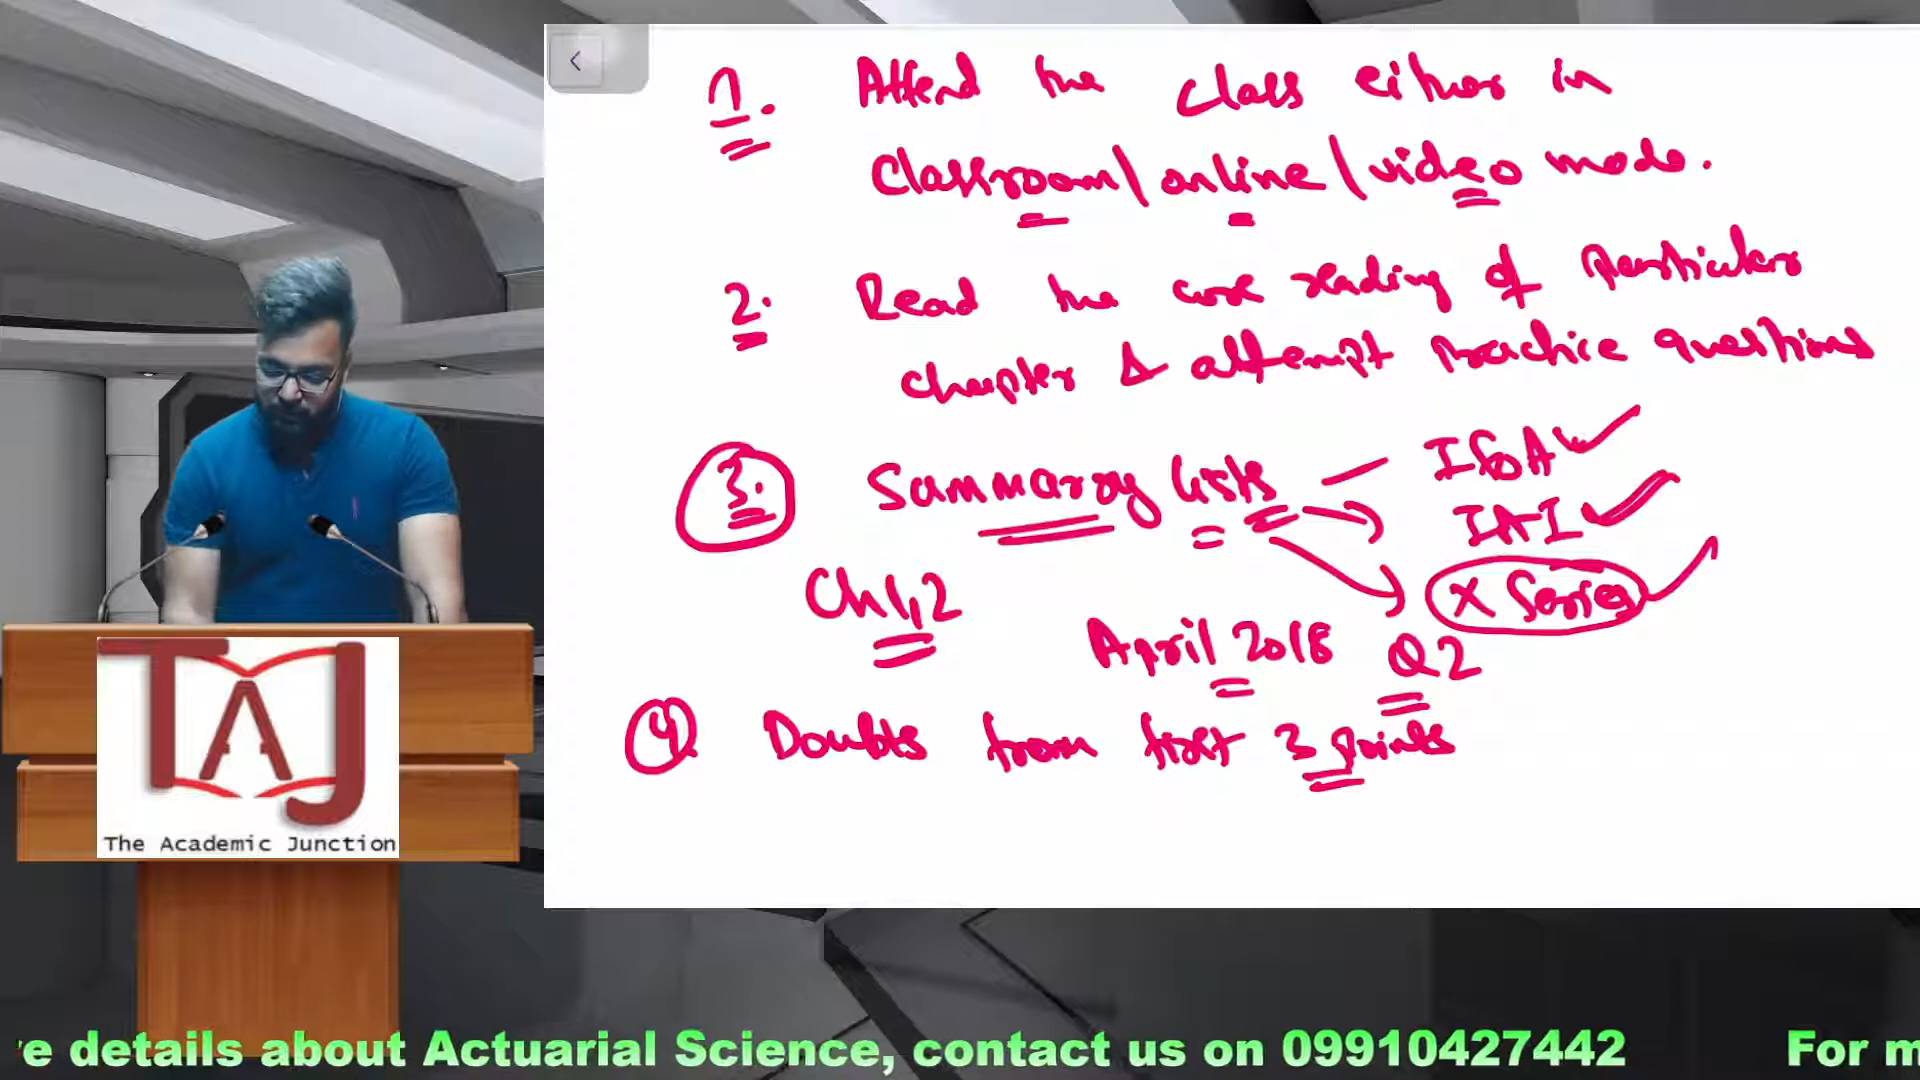 1. Attend the class either in
Classroom/online/video mode.
2. Read the core reading of particular
chapter & attempt practice questions
3. Summarry lists IFoA
IAI
X Series
Ch 1,2
April 2018 Q2
4. Doubts from first 3 points
TAJ
The Academic Junction
e details about Actuarial Science, contact us on 09910427442 For m